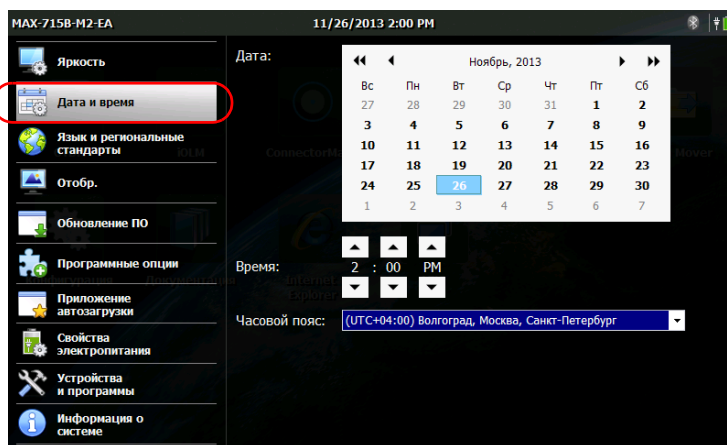 MAX-715B-M2-EA 11/26/2013 2:00 PM
Яркость
Дата и время
Язык и региональные
стандарты
Отобр.
Обновление ПО
Программные опции
Приложение
автозагрузки
Свойства
электропитания
Устройства
и программы
Информация о
системе
Дата:
Ноябрь, 2013
Вс Пн Вт Ср Чт Пт Сб
27 28 29 30 31 1 2
3 4 5 6 7 8 9
10 11 12 13 14 15 16
17 18 19 20 21 22 23
24 25 26 27 28 29 30
1 2 3 4 5 6 7
Время: 2 : 00 PM
Часовой пояс: (UTC+04:00) Волгоград, Москва, Санкт-Петербург
iOLM
Mover
Internet
Explorer